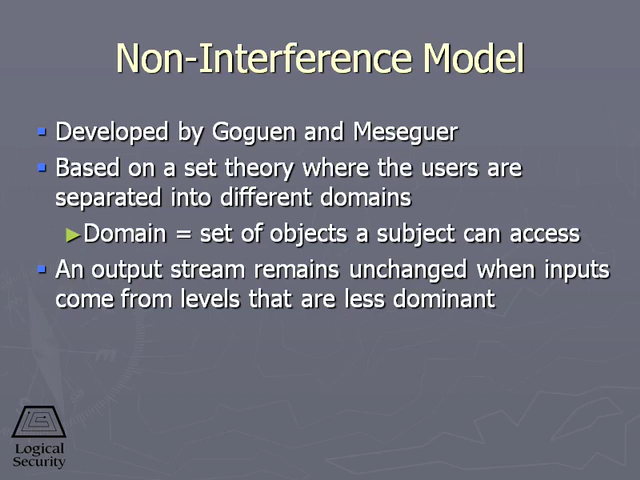 Non-Interference Model
Developed by Goguen and Meseguer
Based on a set theory where the users are
separated into different domains
Domain = set of objects a subject can access
An output stream remains unchanged when inputs
come from levels that are less dominant
Logical
Security